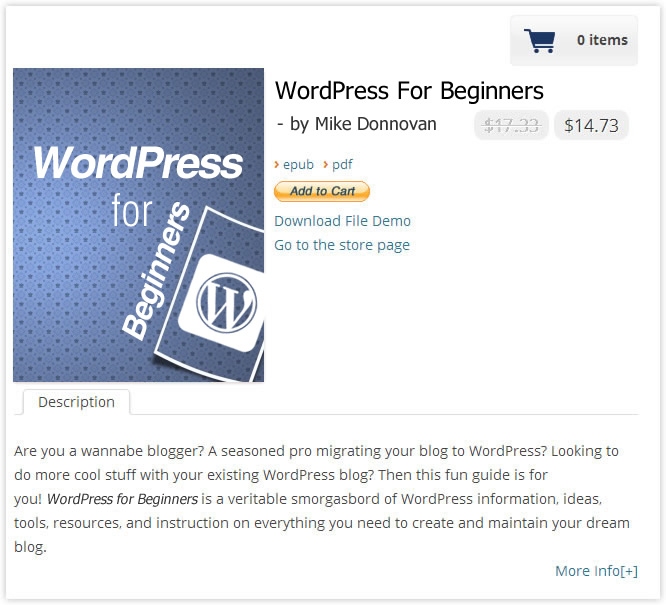 0 items
WordPress
for
Beginners
W
WordPress For Beginners
- by Mike Donnovan
$17.33 $14.73
› epub › pdf
Add to Cart
Download File Demo
Go to the store page
Description
Are you a wannabe blogger? A seasoned pro migrating your blog to WordPress? Looking to
do more cool stuff with your existing WordPress blog? Then this fun guide is for
you! WordPress for Beginners is a veritable smorgasbord of WordPress information, ideas,
tools, resources, and instruction on everything you need to create and maintain your dream
blog.
More Info[+]